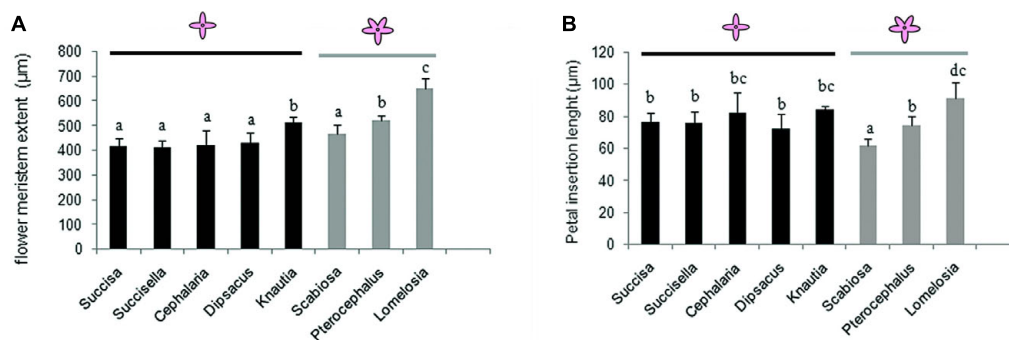 A
flower meristem extent (µm)
800
700
600
500
400
300
200
100
0
a
a
a
a
b
a
b
c
Succisa
Succisella
Cephalaria
Dipsacus
Knautia
Scabiosa
Pterocephalus
Lomelosia
B
Petal insertion lenght (µm)
120
100
80
60
40
20
0
b
b
bc
b
bc
a
b
dc
Succisa
Succisella
Cephalaria
Dipsacus
Knautia
Scabiosa
Pterocephalus
Lomelosia